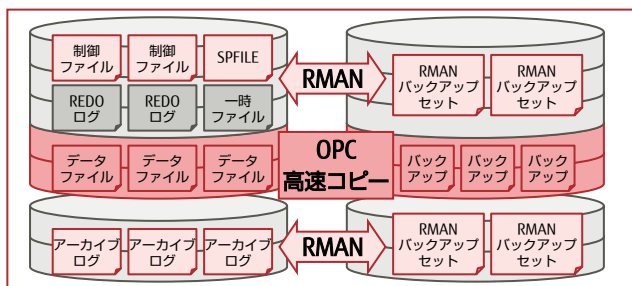 制御
ファイル
制御
ファイル
SPFILE
RMAN
RMAN
バックアップ
セット
RMAN
バックアップ
セット
REDO
ログ
REDO
ログ
一時
ファイル
データ
ファイル
データ
ファイル
データ
ファイル
OPC
高速コピー
バック
アップ
バック
アップ
バック
アップ
アーカイブ
ログ
アーカイブ
ログ
アーカイブ
ログ
RMAN
RMAN
バックアップ
セット
RMAN
バックアップ
セット